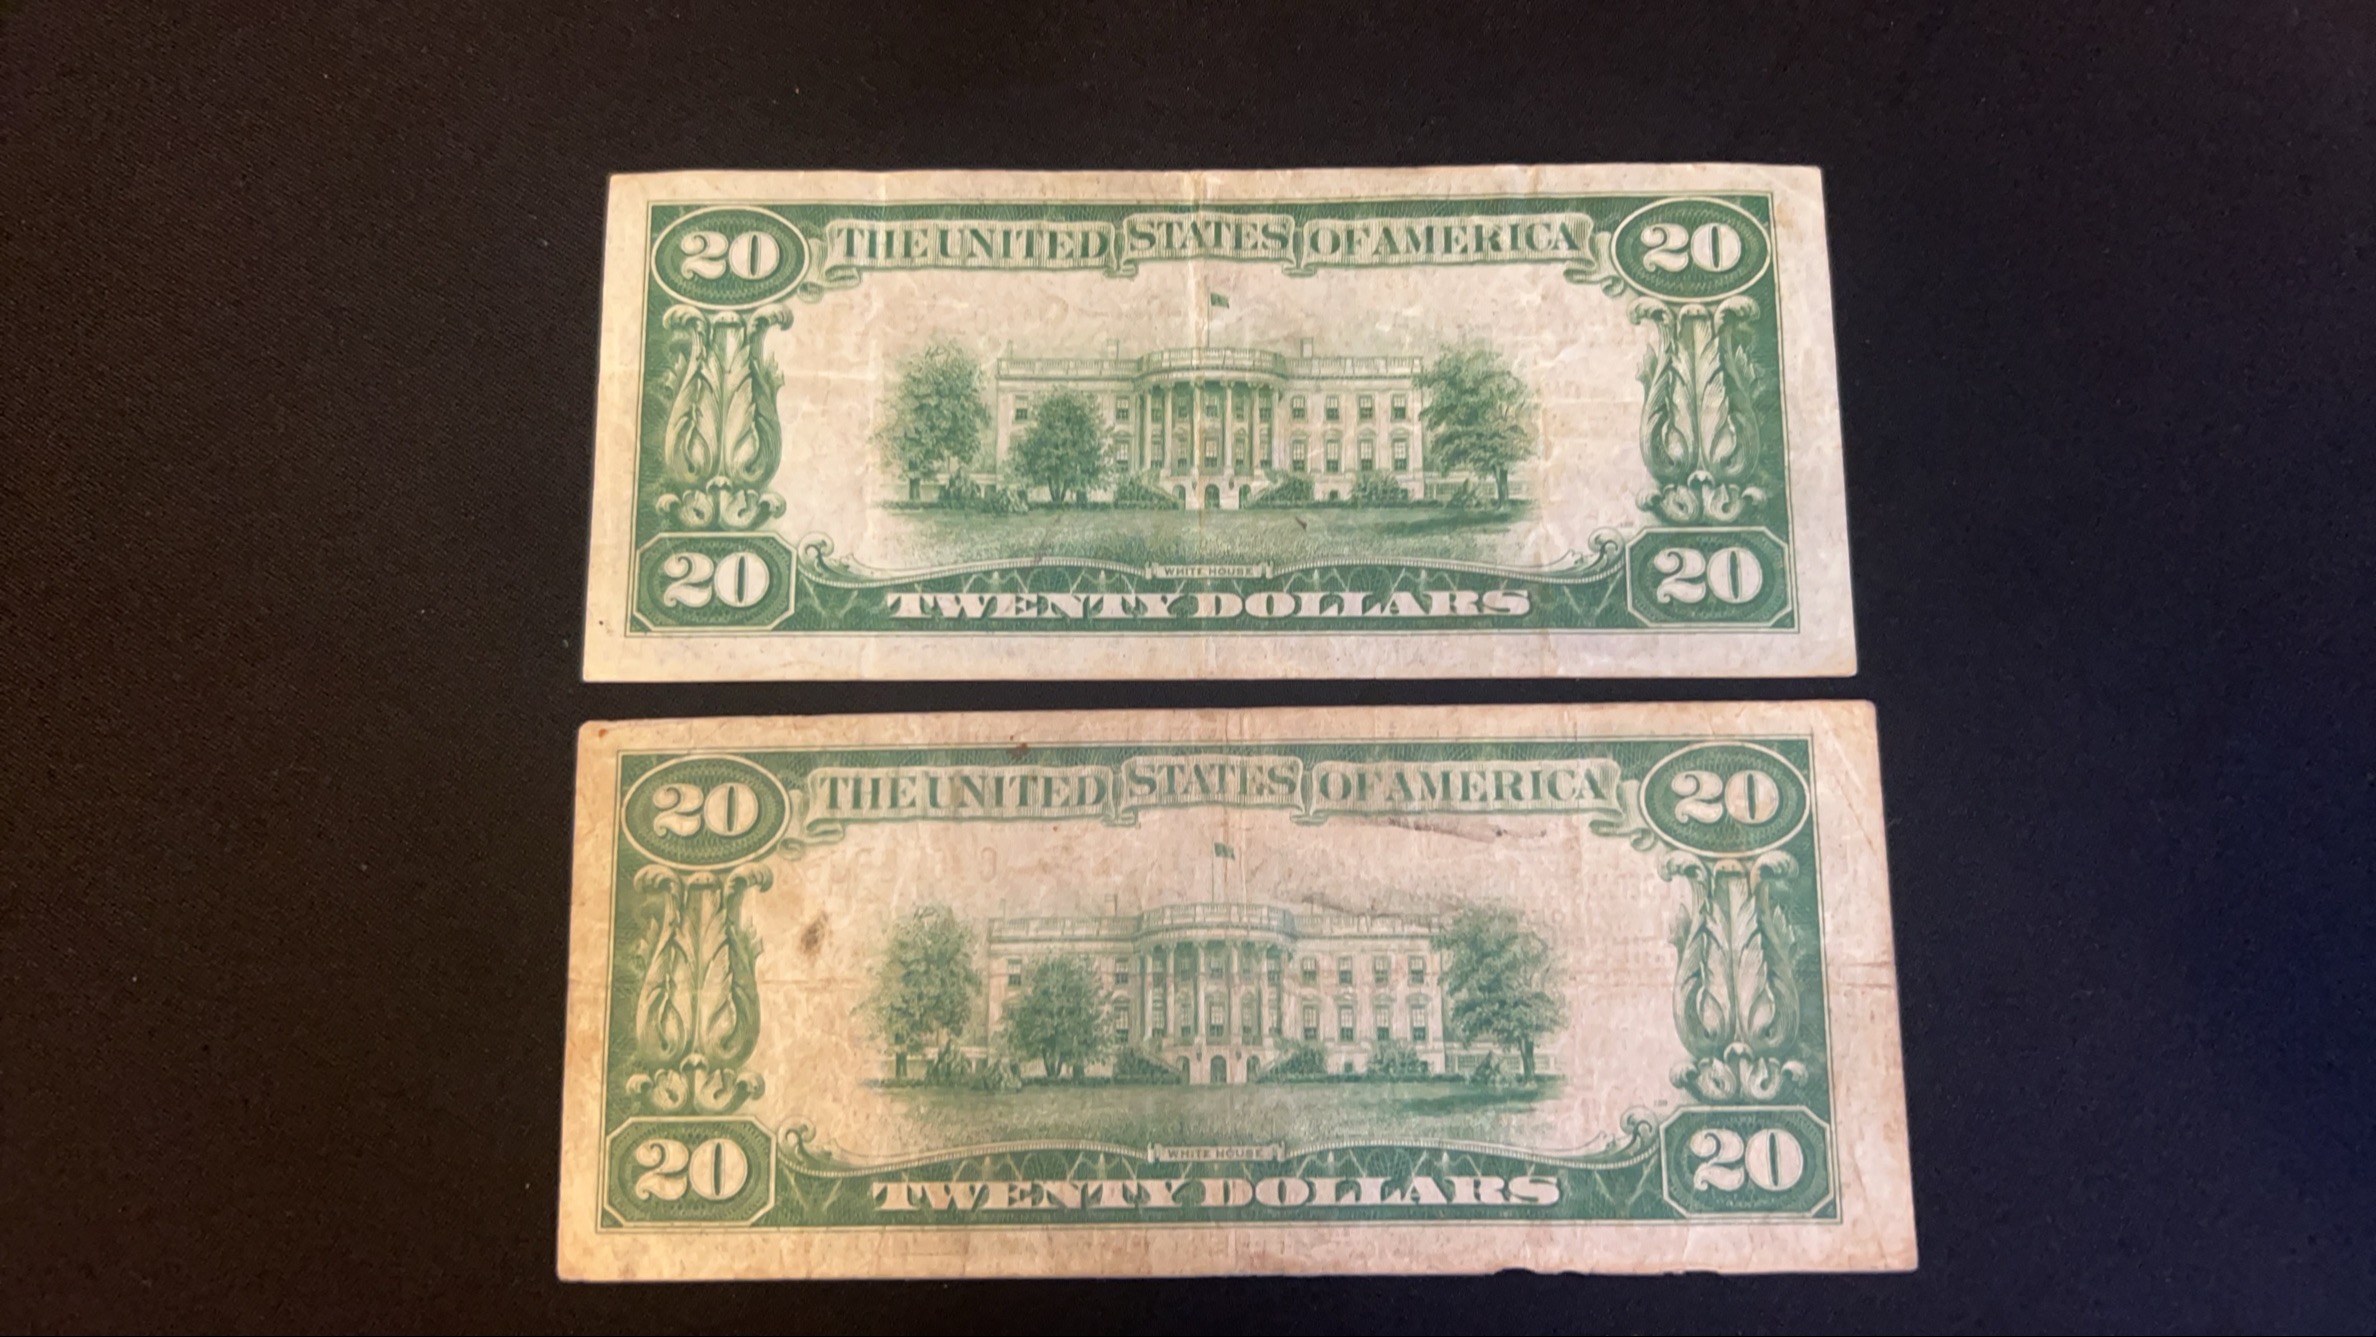 20 THE UNITED STATES OF AMERICA 20
WHITE HOUSE
20 TWENTY DOLLARS 20
20 THE UNITED STATES OF AMERICA 20
WHITE HOUSE
20 TWENTY DOLLARS 20